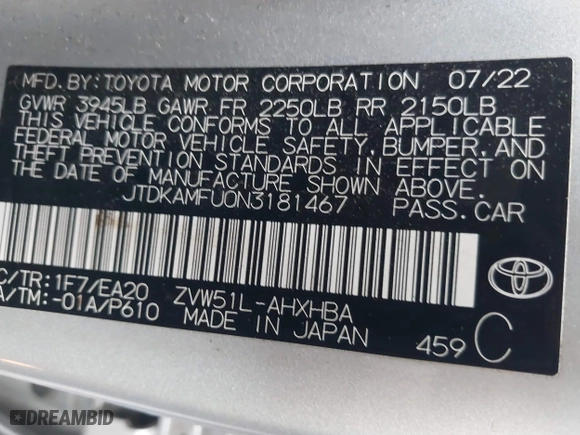 MFD. BY: TOYOTA MOTOR CORPORATION 07/22
GVWR 3945LB GAWR FR 2250LB RR 2150LB
THIS VEHICLE CONFORMS TO ALL APPLICABLE
FEDERAL MOTOR VEHICLE SAFETY, BUMPER, AND
THEFT PREVENTION STANDARDS IN EFFECT ON
THE DATE OF MANUFACTURE SHOWN ABOVE.
JTDKAMFU0N3181467 PASS. CAR
C/TR: 1F7/EA20 ZVW51L-AHXHBA
A/TM: -01A/P610 MADE IN JAPAN
459 C
TOYOTA
DREAMBID